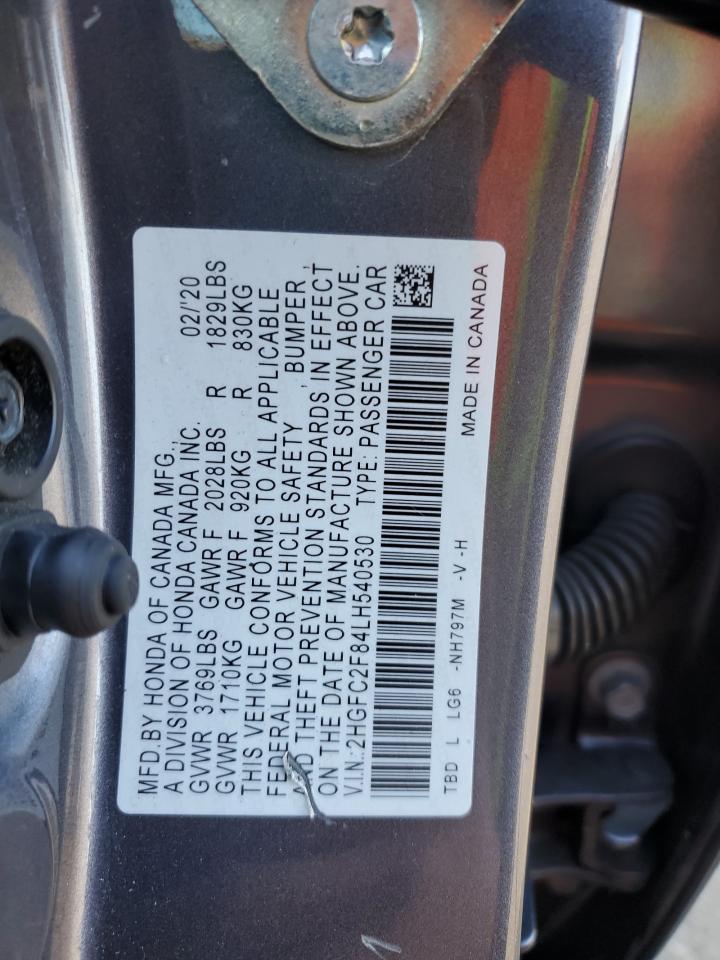 MFD.BY HONDA OF CANADA MFG.,
A DIVISION OF HONDA CANADA INC. 02/'20
GVWR 3769LBS GAWR F 2028LBS R 1829LBS
GVWR 1710KG GAWR F 920KG R 830KG
THIS VEHICLE CONFORMS TO ALL APPLICABLE
FEDERAL MOTOR VEHICLE SAFETY, BUMPER,
AND THEFT PREVENTION STANDARDS IN EFFECT
ON THE DATE OF MANUFACTURE SHOWN ABOVE.
V.I.N.:2HGFC2F84LH540530 TYPE: PASSENGER CAR
TBD L LG6 -NH797M -V -H MADE IN CANADA